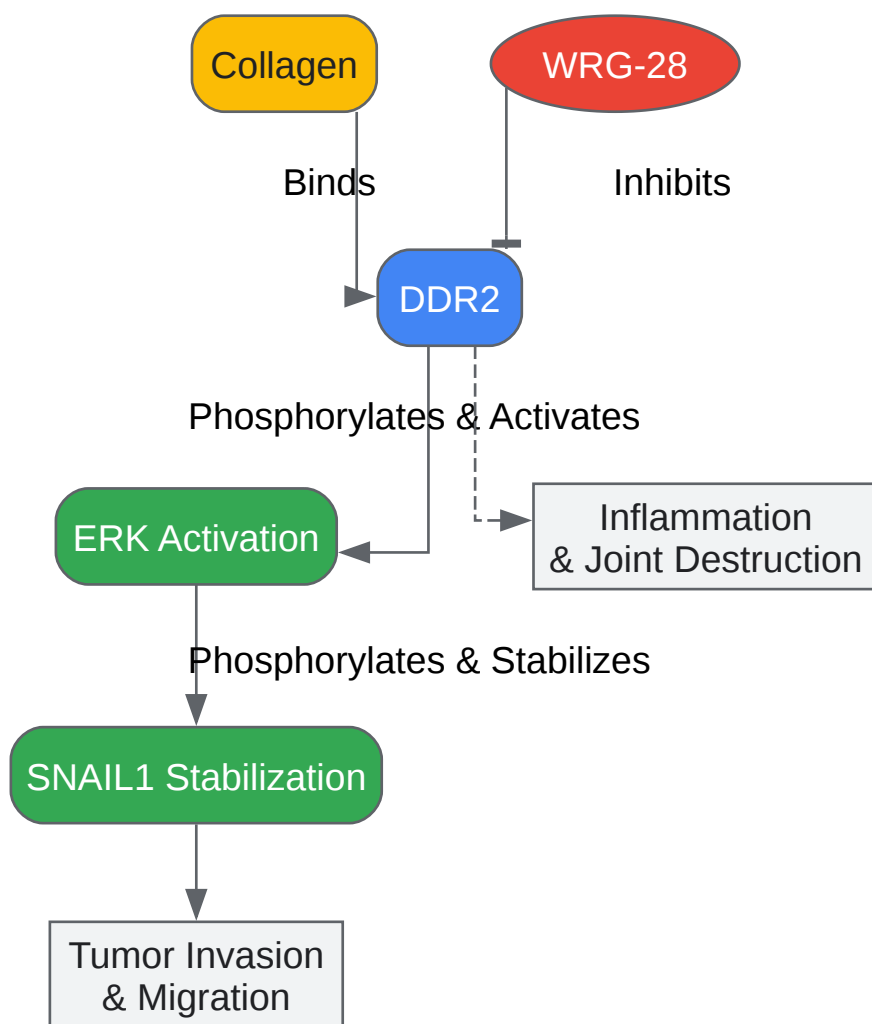 Collagen
WRG-28
Binds
Inhibits
DDR2
Phosphorylates & Activates
ERK Activation
Inflammation
& Joint Destruction
Phosphorylates & Stabilizes
SNAIL1 Stabilization
Tumor Invasion
& Migration